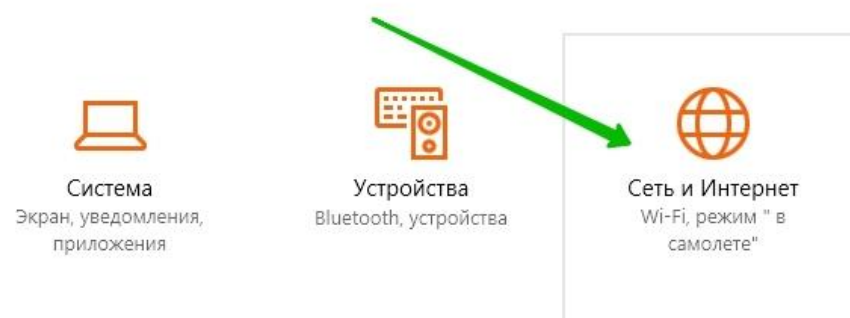 Система
Экран, уведомления,
приложения
Устройства
Bluetooth, устройства
Сеть и Интернет
Wi-Fi, режим " в
самолете"